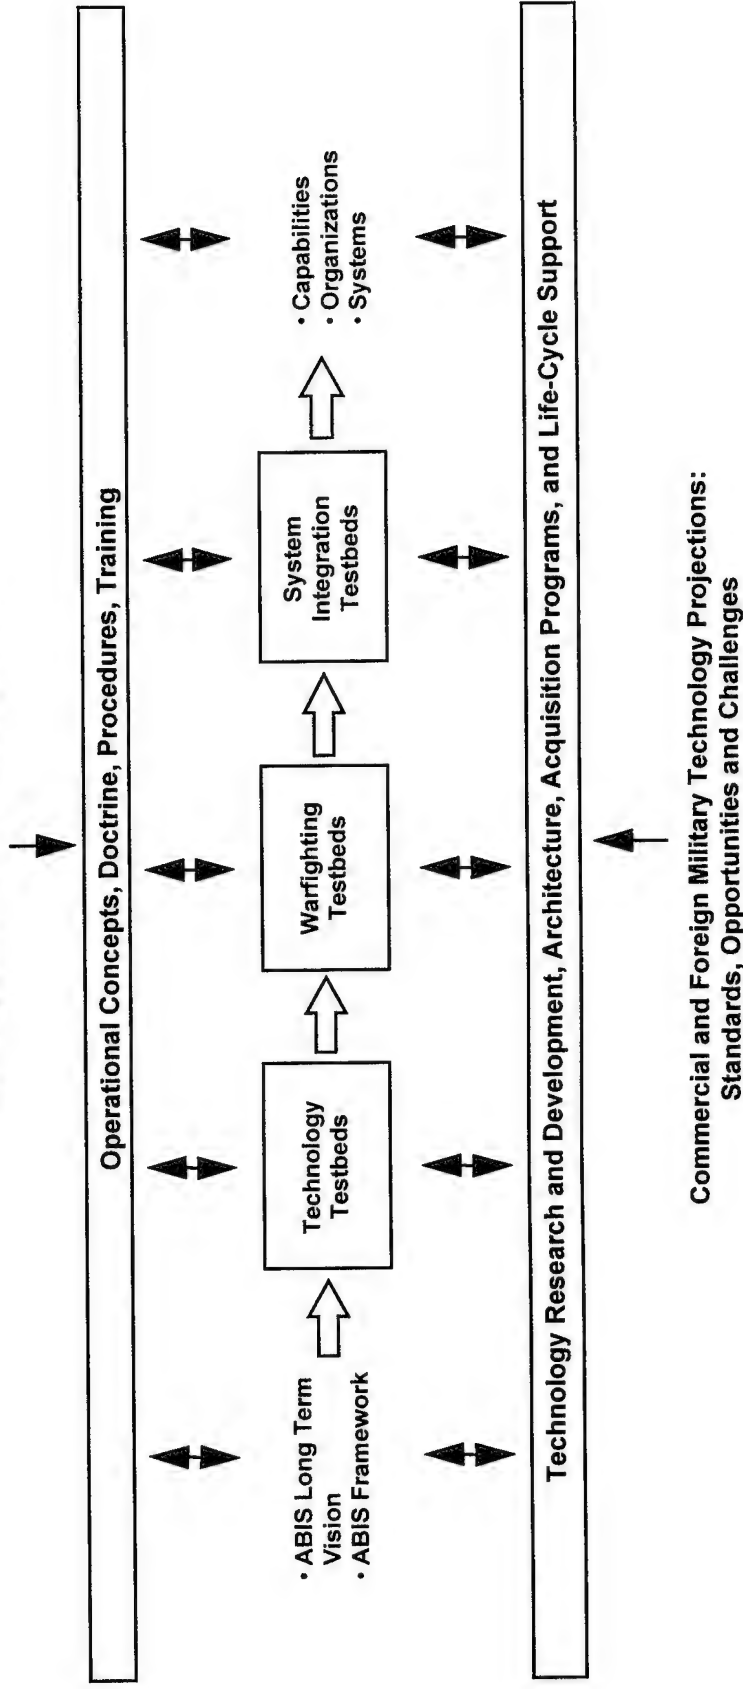 Operational Concepts, Doctrine, Procedures, Training
• ABIS Long Term
Vision
• ABIS Framework
Technology
Testbeds
Warfighting
Testbeds
System
Integration
Testbeds
• Capabilities
• Organizations
• Systems
Technology Research and Development, Architecture, Acquisition Programs, and Life-Cycle Support
Commercial and Foreign Military Technology Projections:
Standards, Opportunities and Challenges